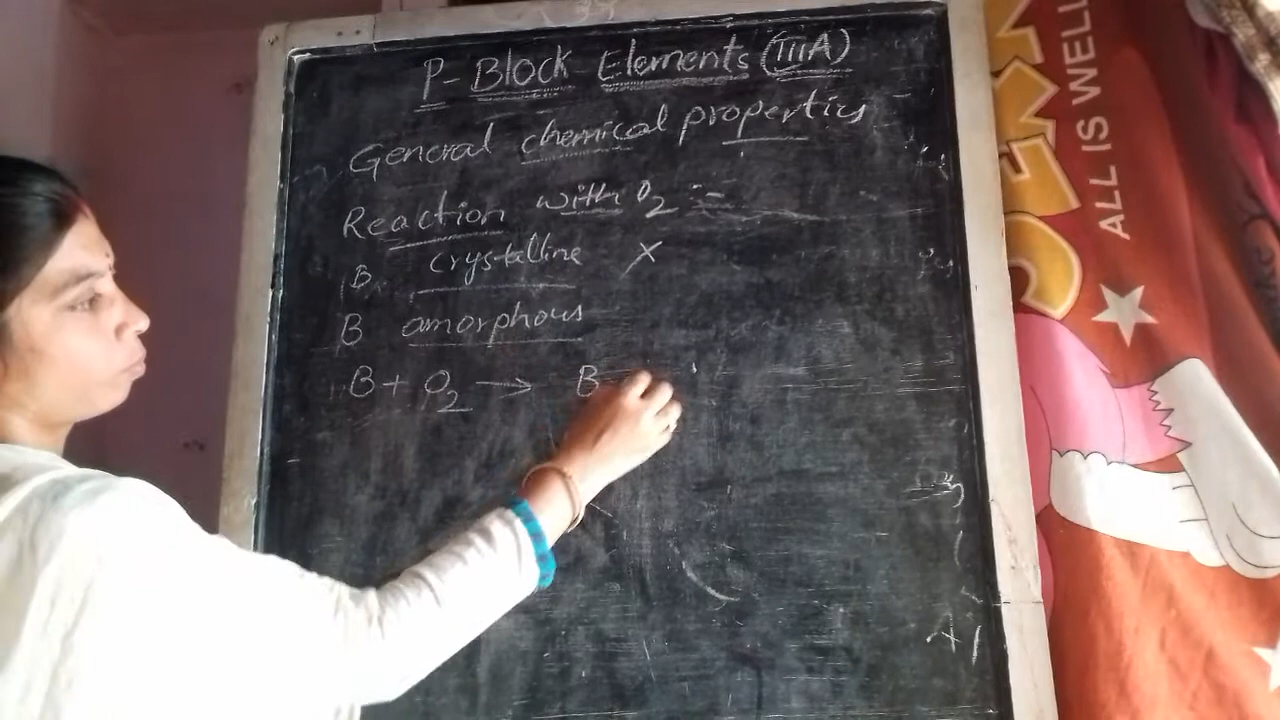 P-Block Elements (IIIA)
General chemical properties
Reaction with O2 :-
B crystalline X
B amorphous
B + O2 → B
ALL IS WELL